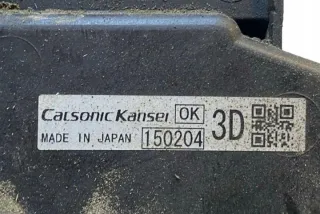 Calsonic Kansei OK 3D
MADE IN JAPAN 150204